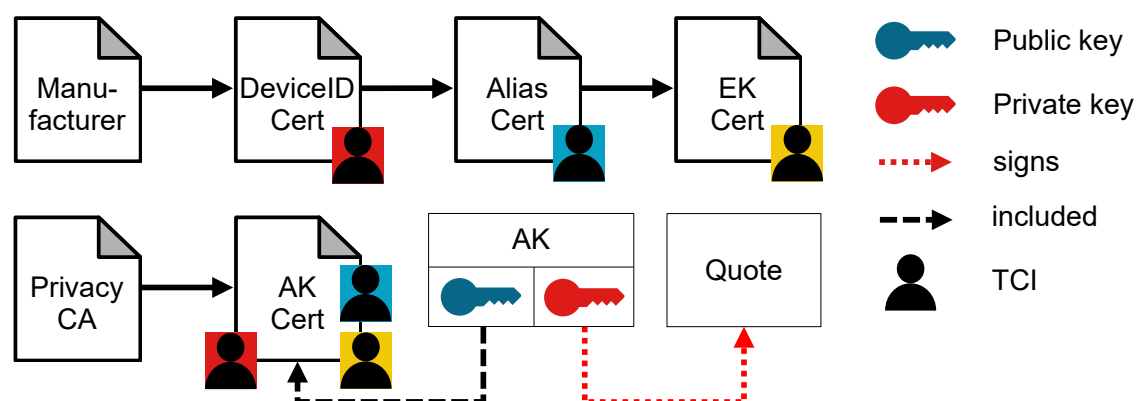 Manu-
facturer
DeviceID
Cert
Alias
Cert
EK
Cert
Public key
Private key
signs
included
TCI
Privacy
CA
AK
Cert
AK
Quote